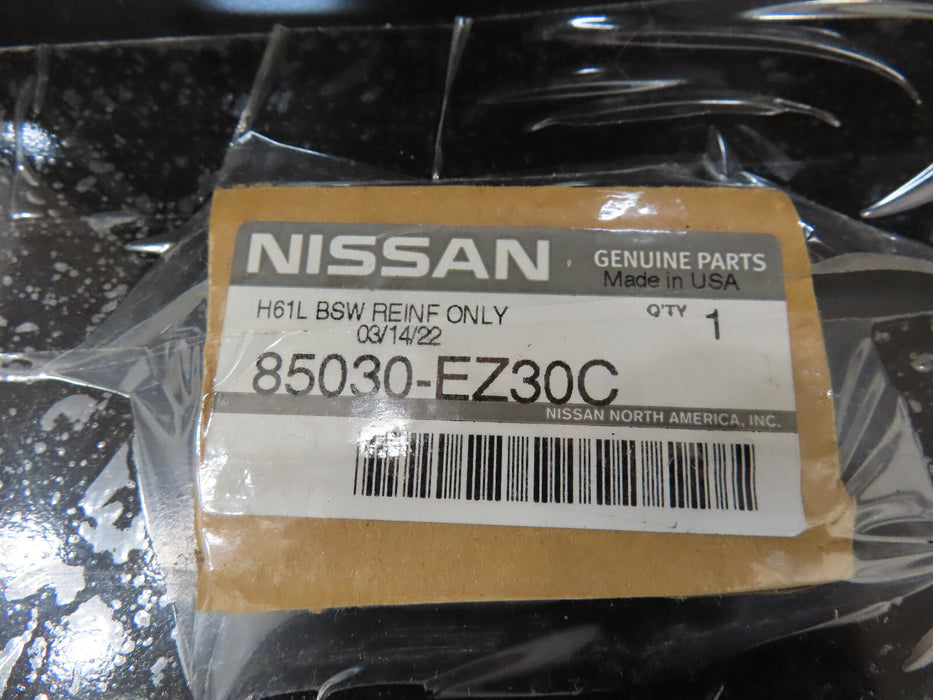 NISSAN
GENUINE PARTS
Made in USA
H61L BSW REINF ONLY
Q'TY 1
03/14/22
85030-EZ30C
NISSAN NORTH AMERICA, INC.